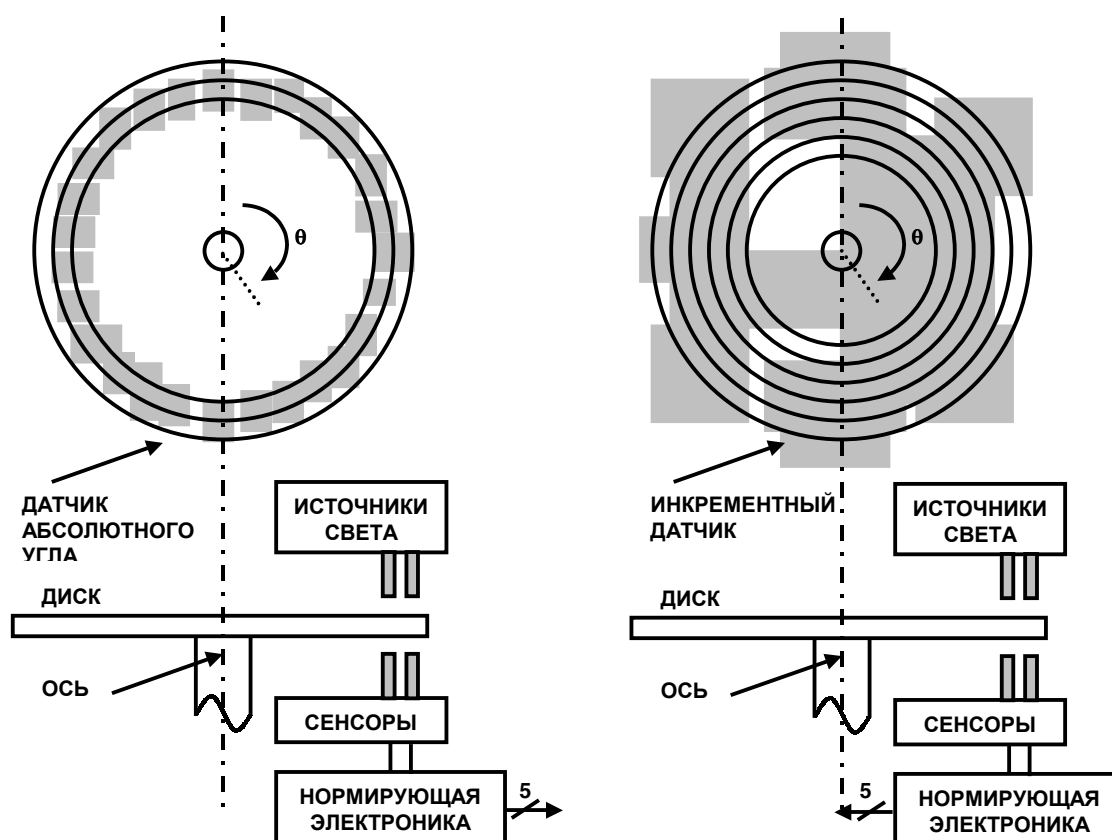 θ
ДАТЧИК
АБСОЛЮТНОГО
УГЛА
ИСТОЧНИКИ
СВЕТА
ДИСК
ОСЬ
СЕНСОРЫ
НОРМИРУЮЩАЯ
ЭЛЕКТРОНИКА
5
θ
ИНКРЕМЕНТНЫЙ
ДАТЧИК
ИСТОЧНИКИ
СВЕТА
ДИСК
ОСЬ
СЕНСОРЫ
5
НОРМИРУЮЩАЯ
ЭЛЕКТРОНИКА